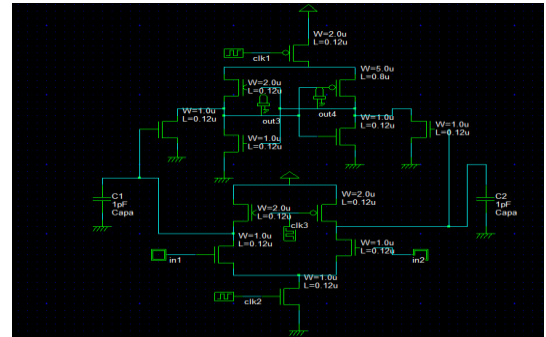 W=2.0u
L=0.12u
clk1
W=5.0u
L=0.8u
W=2.0u
L=0.12u
W=1.0u
L=0.12u
out3
out4
W=1.0u
L=0.12u
W=1.0u
L=0.12u
W=1.0u
L=0.12u
C1
1pF
Capa
C2
1pF
Capa
W=2.0u
L=0.12u
W=2.0u
L=0.12u
clk3
W=1.0u
L=0.12u
W=1.0u
L=0.12u
in1
in2
W=1.0u
L=0.12u
clk2